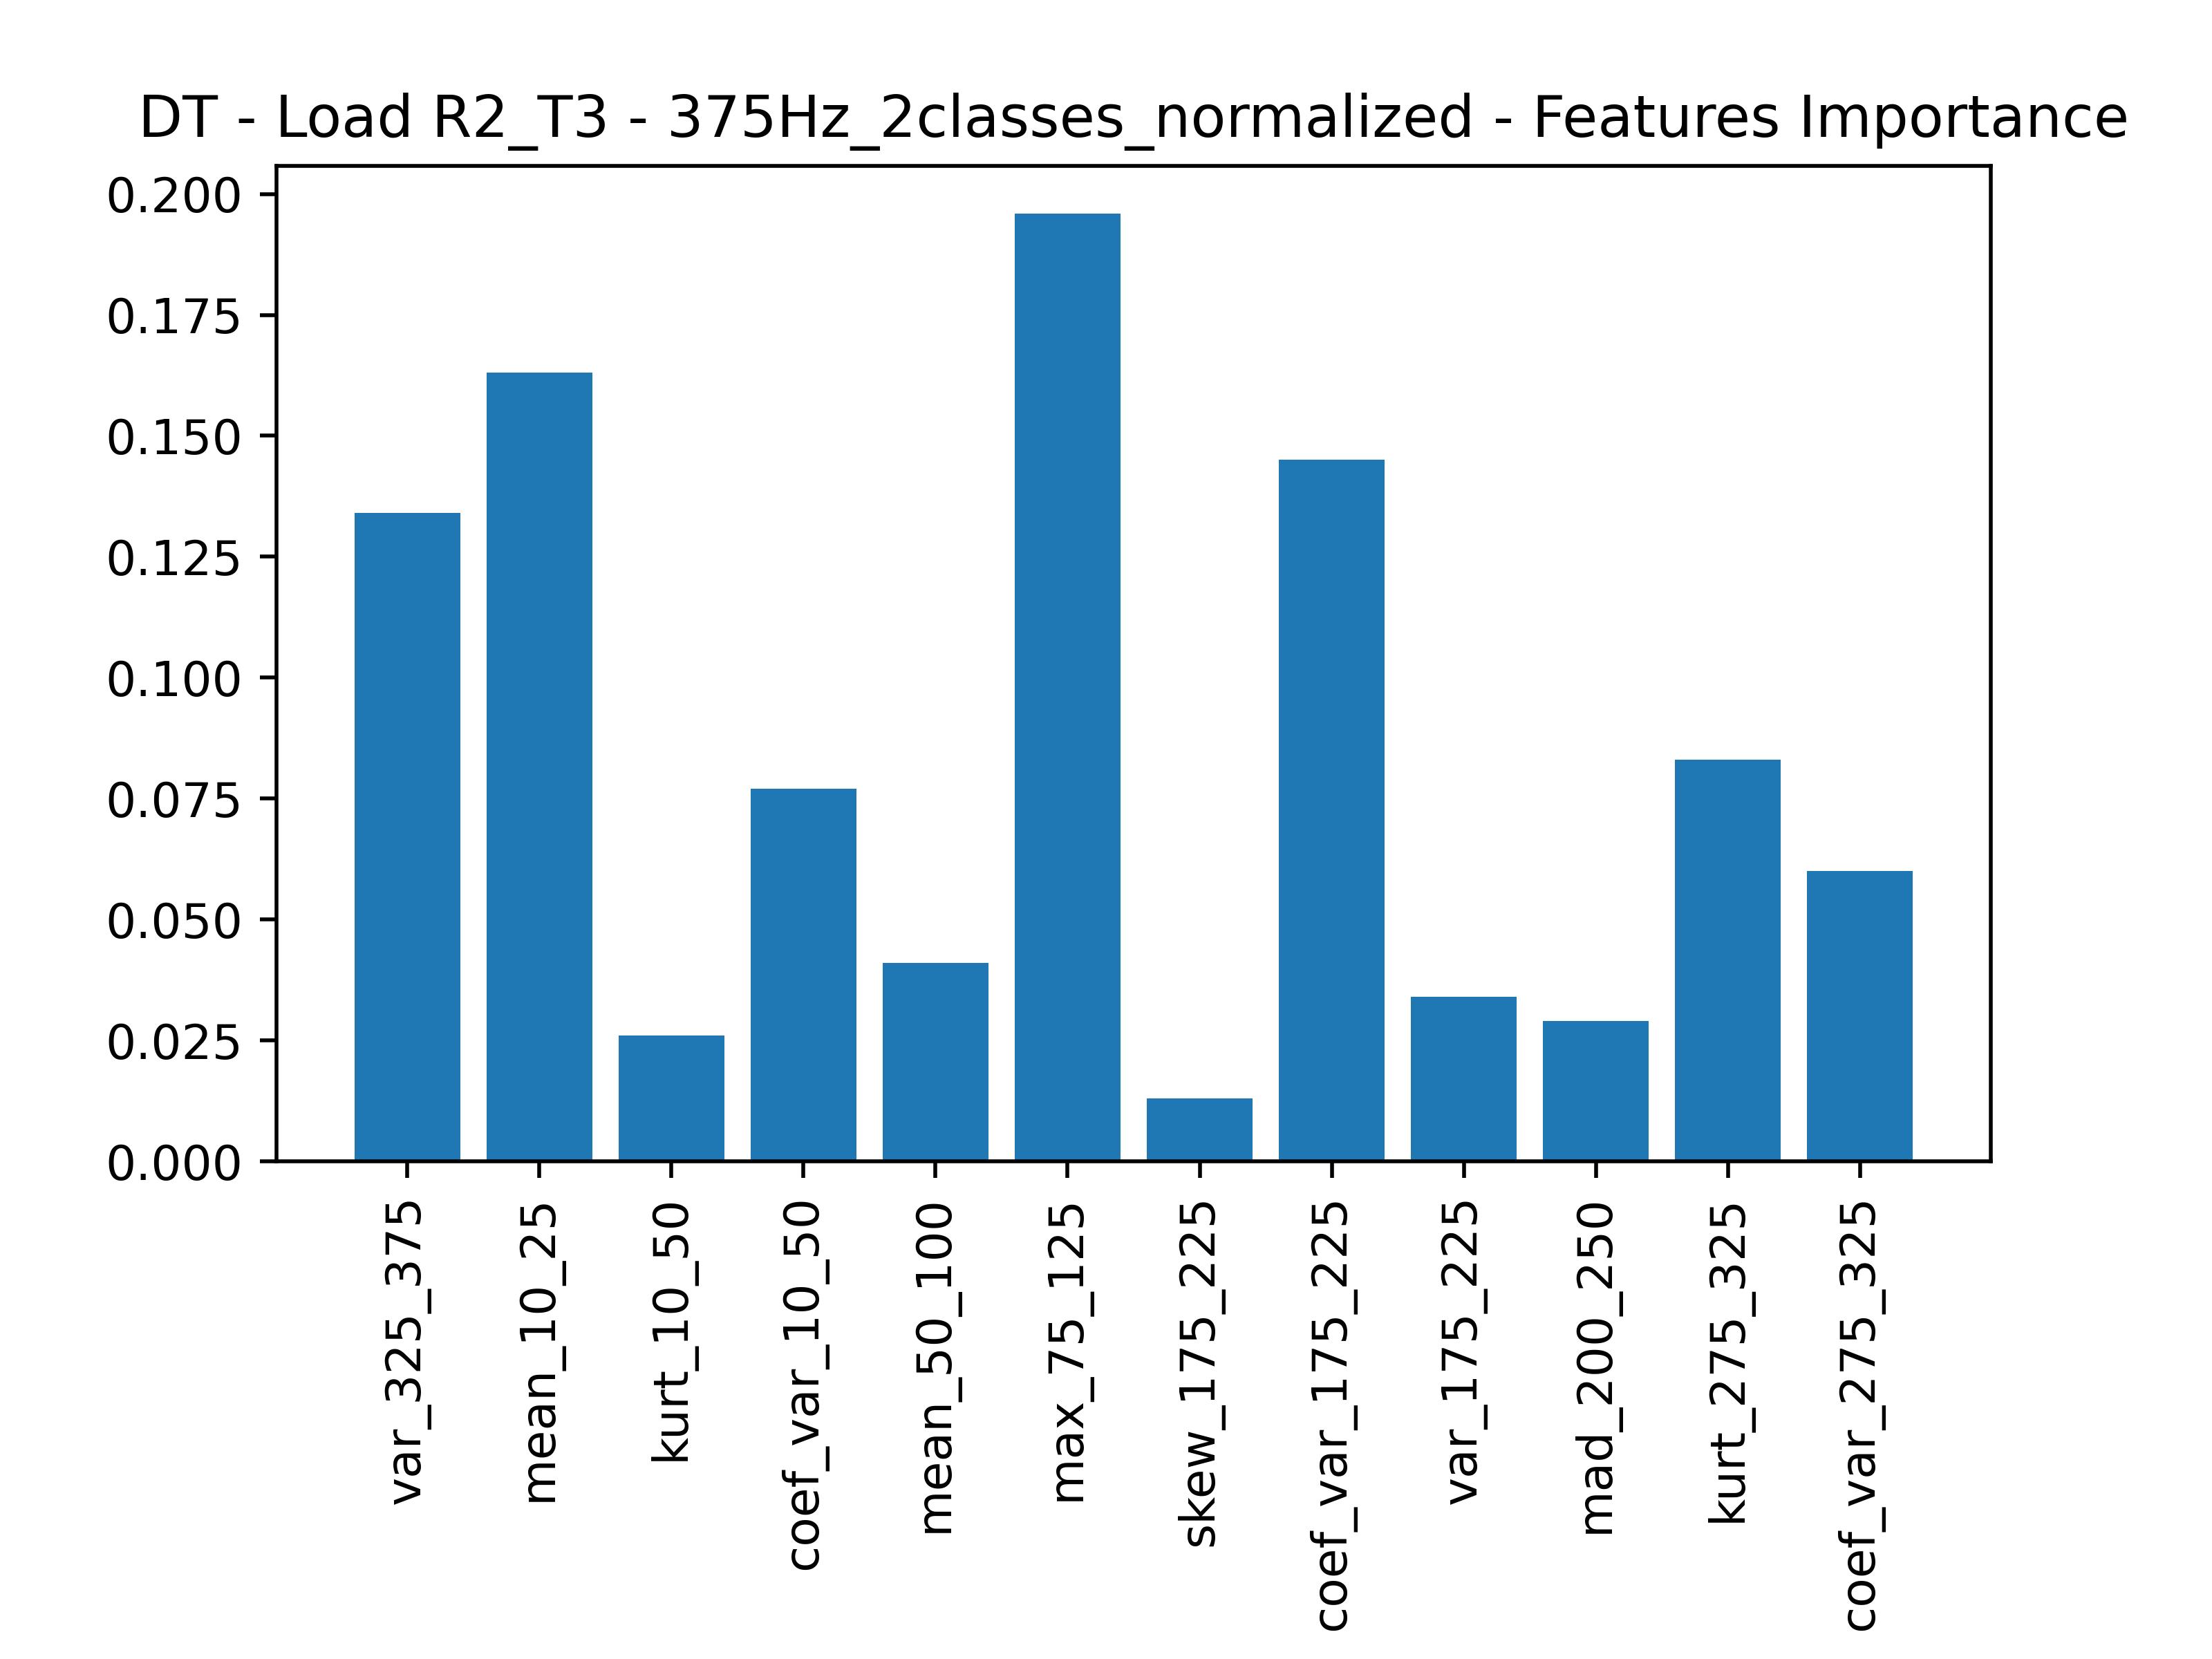 DT - Load R2_T3 - 375Hz_2classes_normalized - Features Importance
0.200
0.175
0.150
0.125
0.100
0.075
0.050
0.025
0.000
var_325_375
mean_10_25
kurt_10_50
coef_var_10_50
mean_50_100
max_75_125
skew_175_225
coef_var_175_225
var_175_225
mad_200_250
kurt_275_325
coef_var_275_325